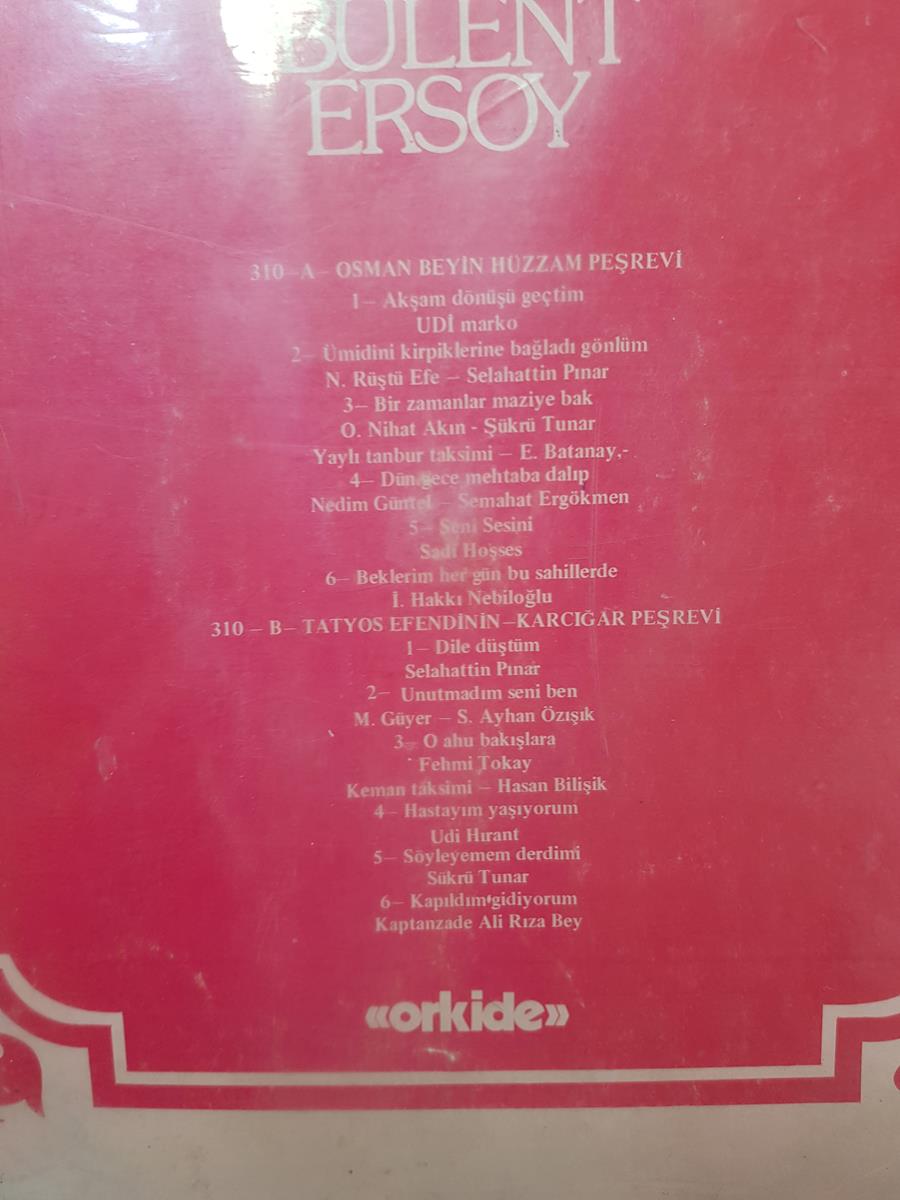 BÜLENT
ERSOY
310–A– OSMAN BEYİN HÜZZAM PEŞREVİ
1– Akşam dönüşü geçtim
UDİ marko
2– Ümidini kirpiklerine bağladı gönlüm
N. Rüştü Efe – Selahattin Pınar
3– Bir zamanlar maziye bak
O. Nihat Akın - Şükrü Tunar
Yaylı tanbur taksimi – E. Batanay,-
4– Dün gece mehtaba dalıp
Nedim Güntel – Semahat Ergökmen
5– Seni Sesini
Sadi Hoşses
6– Beklerim her gün bu sahillerde
İ. Hakkı Nebiloğlu
310 – B– TATYOS EFENDİNİN–KARCIĞAR PEŞREVİ
1– Dile düştüm
Selahattin Pınar
2– Unutmadım seni ben
M. Güyer – S. Ayhan Özışık
3– O ahu bakışlara
Fehmi Tokay
Keman taksimi – Hasan Bilişik
4– Hastayım yaşıyorum
Udi Hırant
5– Söyleyemem derdimi
Sükrü Tunar
6– Kapıldım gidiyorum
Kaptanzade Ali Rıza Bey
«orkide»